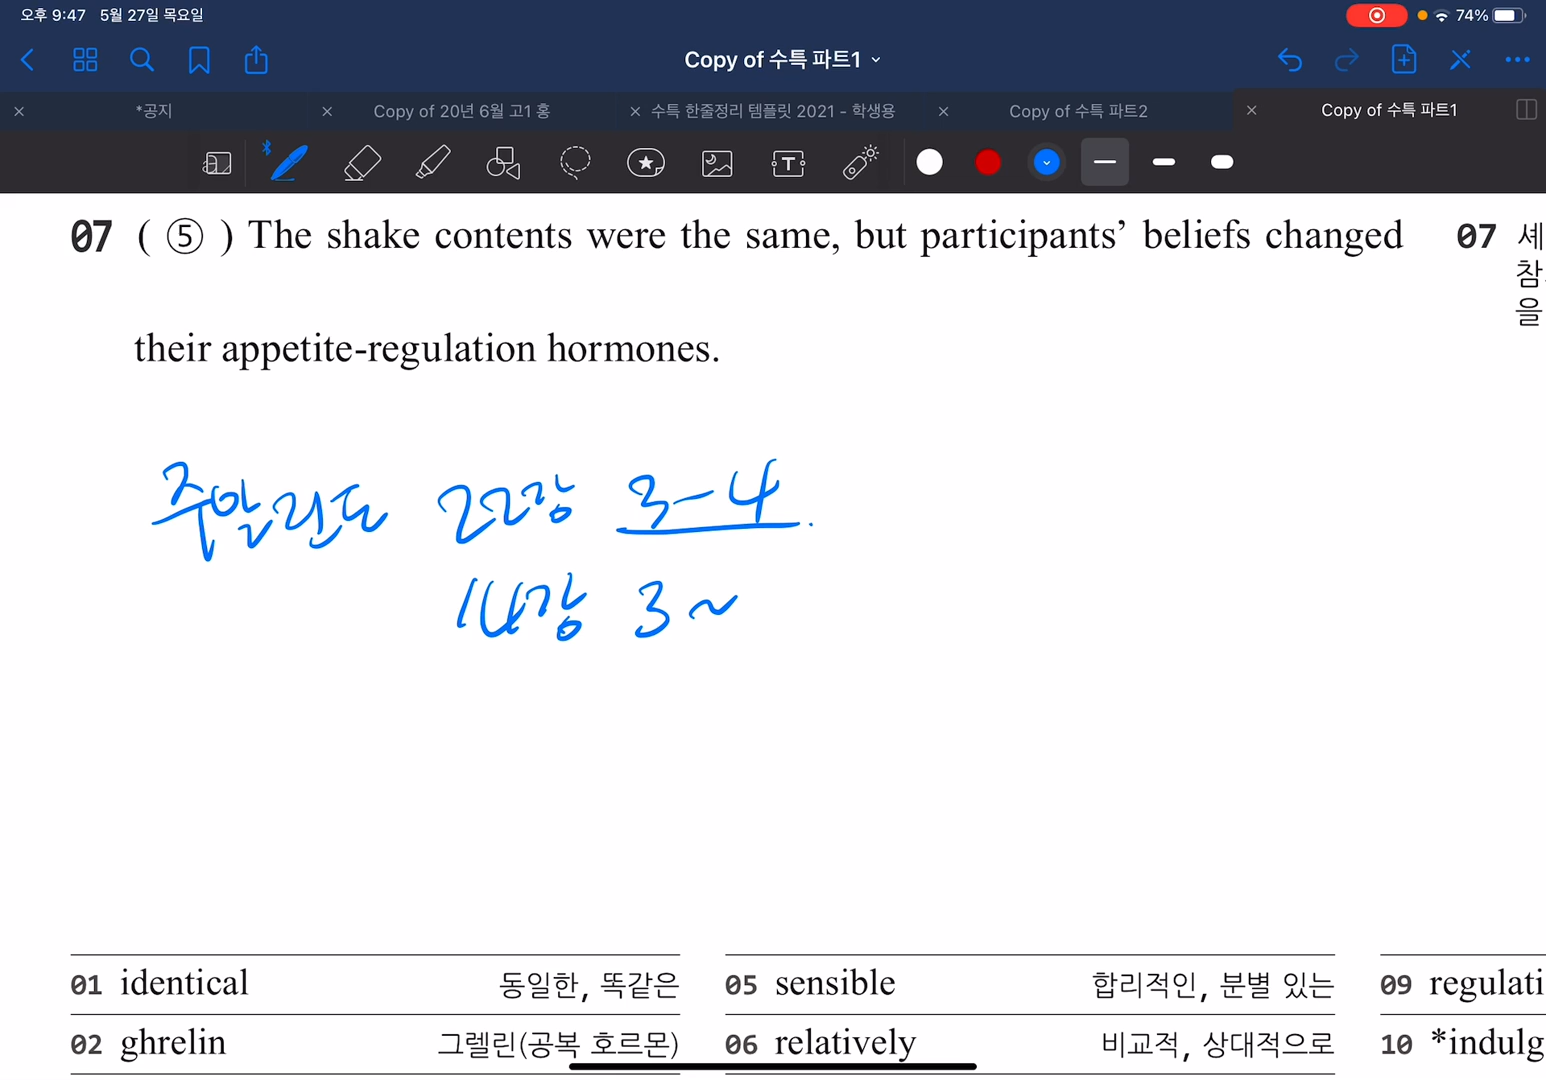 오후 9:47 5월 27일 목요일
74%
Copy of 수특 파트1
*공지
Copy of 20년 6월 고1 홍
수특 한줄정리 템플릿 2021 - 학생용
Copy of 수특 파트2
Copy of 수특 파트1
07 ( ⑤ ) The shake contents were the same, but participants’ beliefs changed
07 셰
참
their appetite-regulation hormones.
을
주말리드 22강 3-4
14강 3~
01 identical 동일한, 똑같은
05 sensible 합리적인, 분별 있는
09 regulati
02 ghrelin 그렐린(공복 호르몬)
06 relatively 비교적, 상대적으로
10 *indulg